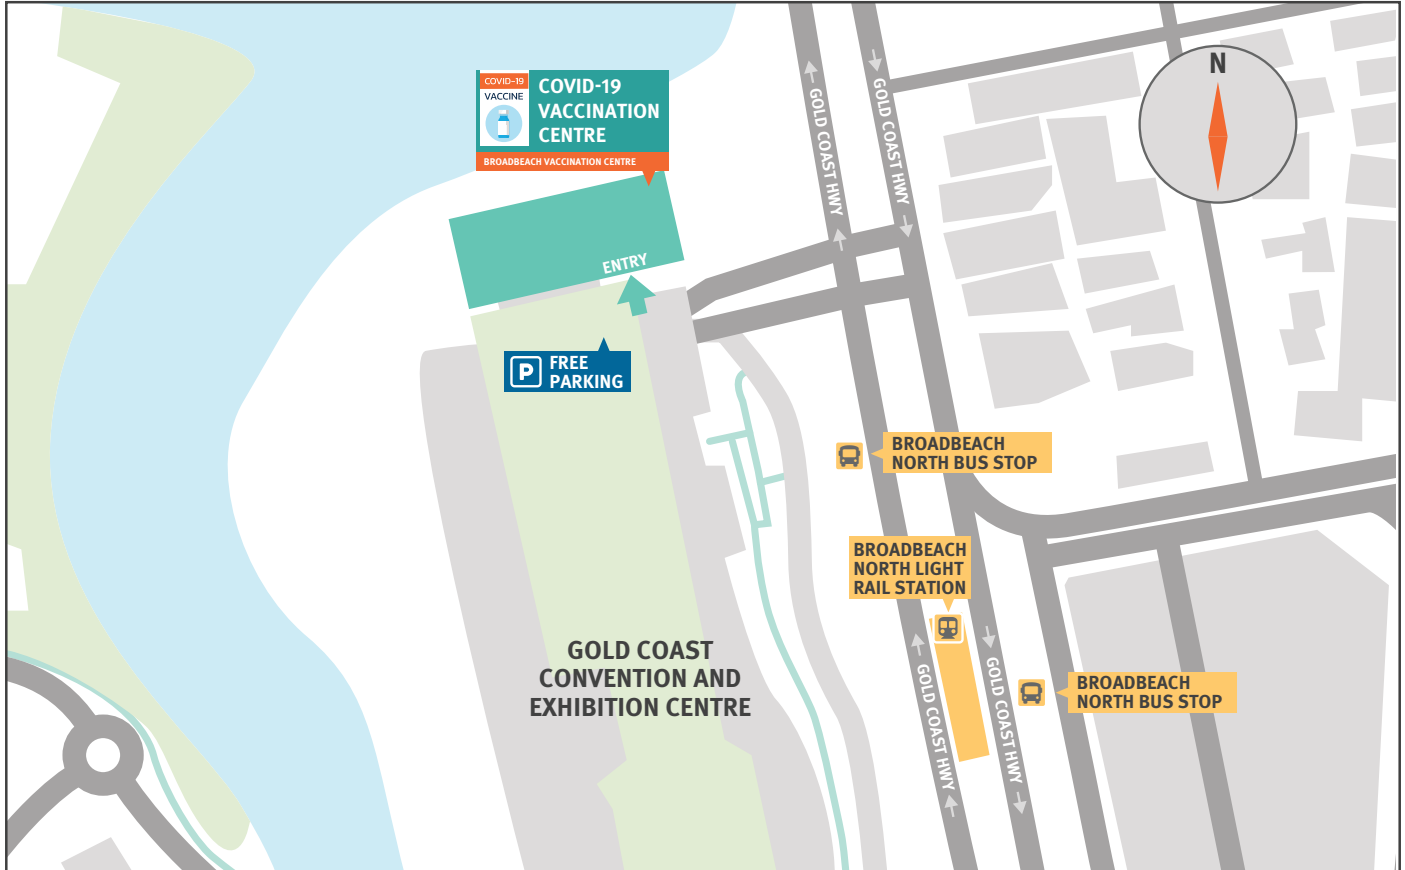 COVID-19
VACCINE
COVID-19
VACCINATION
CENTRE
BROADBEACH VACCINATION CENTRE
ENTRY
P
FREE
PARKING
GOLD COAST HWY
GOLD COAST HWY
N
BROADBEACH
NORTH BUS STOP
BROADBEACH
NORTH LIGHT
RAIL STATION
GOLD COAST
CONVENTION AND
EXHIBITION CENTRE
GOLD COAST HWY
GOLD COAST HWY
BROADBEACH
NORTH BUS STOP